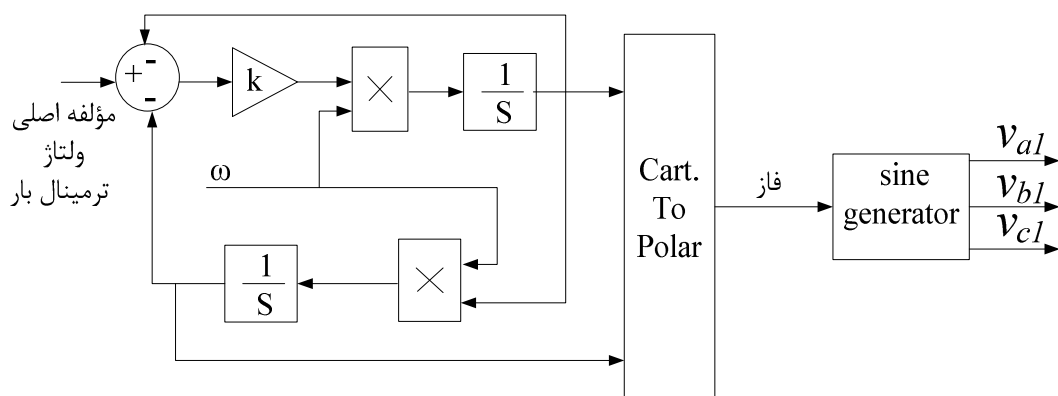 +
-
-
k
×
1
S
مؤلفه اصلی
ولتاژ
ترمینال بار
ω
1
S
×
Cart.
To
Polar
فاز
sine
generator
va1
vb1
vc1